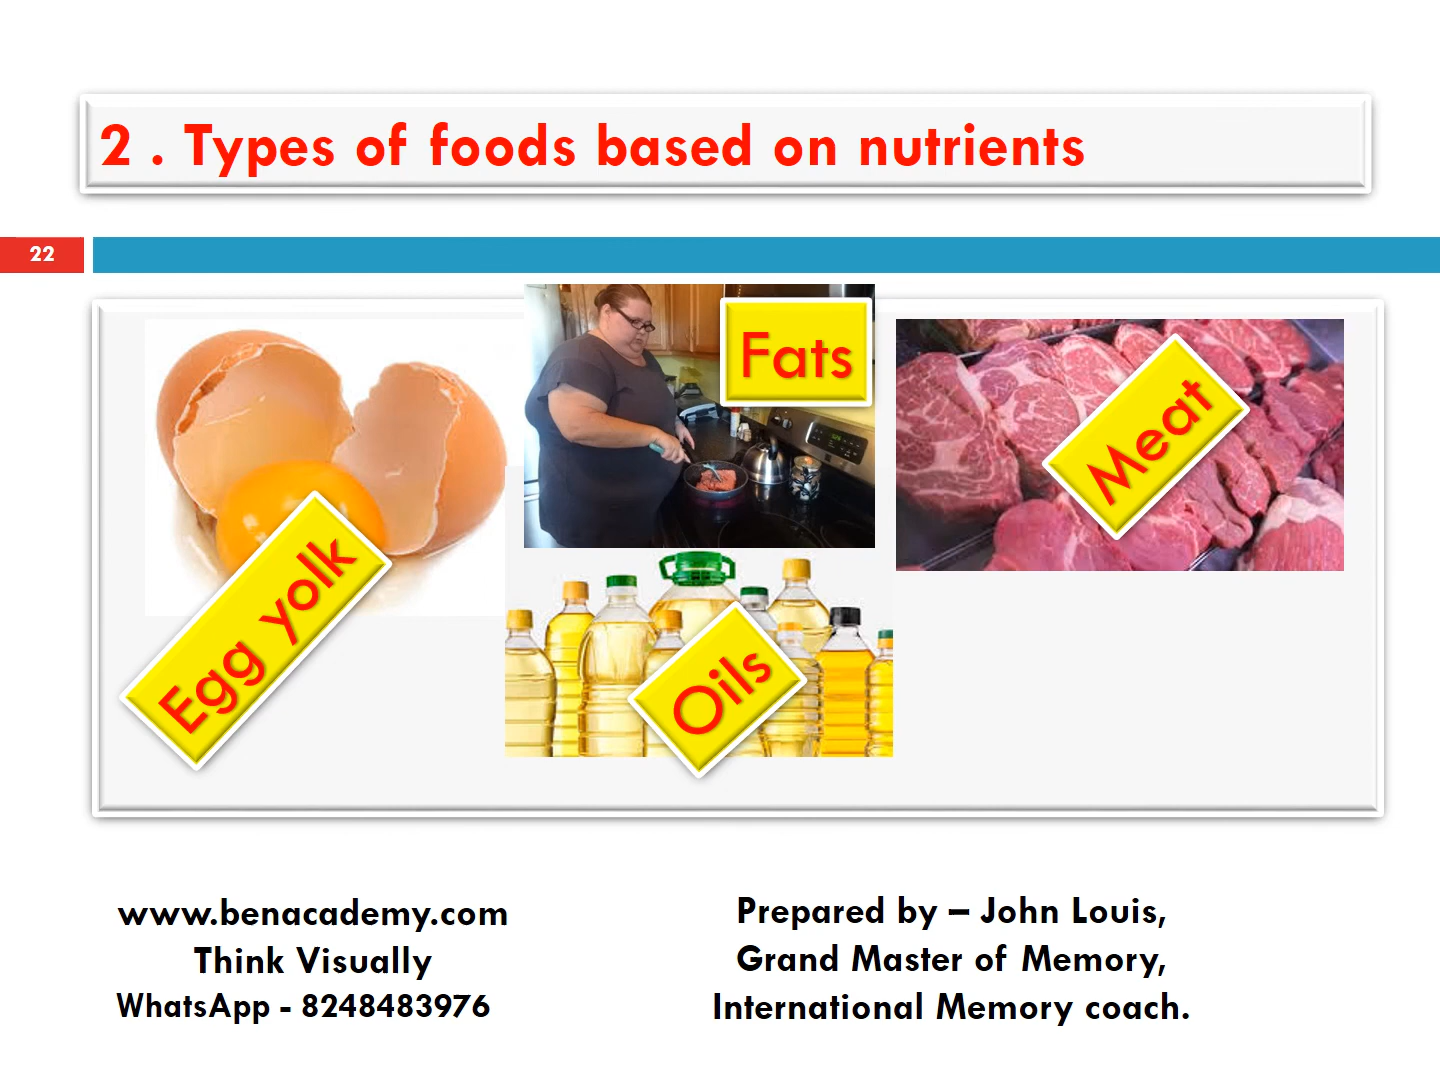 2 . Types of foods based on nutrients
22
Fats
Meat
Egg yolk
Oils
www.benacademy.com
Think Visually
WhatsApp - 8248483976
Prepared by – John Louis,
Grand Master of Memory,
International Memory coach.